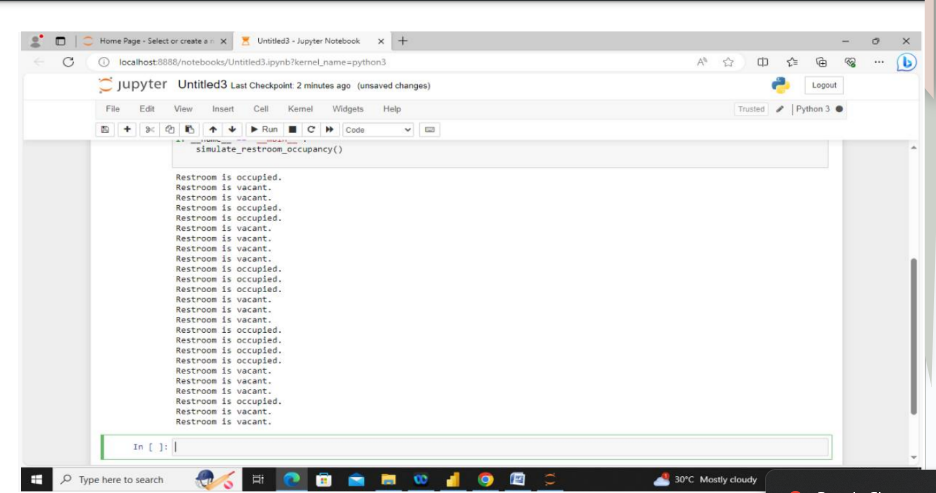 Home Page - Select or create a n
Untitled3 - Jupyter Notebook
localhost:8888/notebooks/Untitled3.ipynb?kernel_name=python3
jupyter Untitled3 Last Checkpoint: 2 minutes ago (unsaved changes)
Logout
File Edit View Insert Cell Kernel Widgets Help
Trusted Python 3
Run Code
simulate_restroom_occupancy()
Restroom is occupied.
Restroom is vacant.
Restroom is vacant.
Restroom is occupied.
Restroom is occupied.
Restroom is vacant.
Restroom is vacant.
Restroom is vacant.
Restroom is vacant.
Restroom is occupied.
Restroom is occupied.
Restroom is occupied.
Restroom is vacant.
Restroom is vacant.
Restroom is vacant.
Restroom is occupied.
Restroom is occupied.
Restroom is occupied.
Restroom is occupied.
Restroom is vacant.
Restroom is vacant.
Restroom is vacant.
Restroom is occupied.
Restroom is vacant.
Restroom is vacant.
In [ ]:
Type here to search
30°C Mostly cloudy